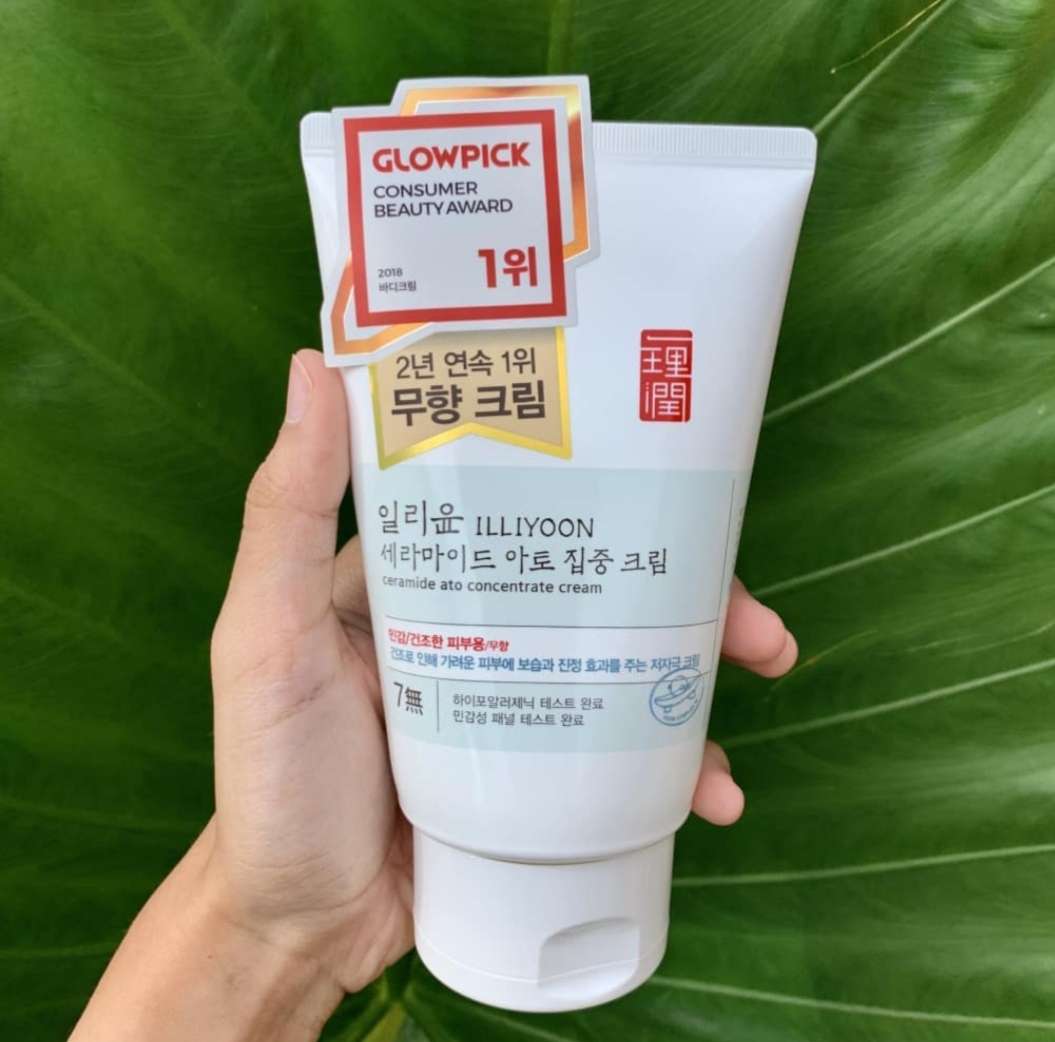 GLOWPICK
CONSUMER
BEAUTY AWARD
2018
바디크림
1위
2년 연속 1위
무향 크림
一理潤
일리윤 ILLIYOON
세라마이드 아토 집중 크림
ceramide ato concentrate cream
민감/건조한 피부용/무향
건조로 인해 가려운 피부에 보습과 진정 효과를 주는 저자극 크림
7無
하이포알러제닉 테스트 완료
민감성 패널 테스트 완료